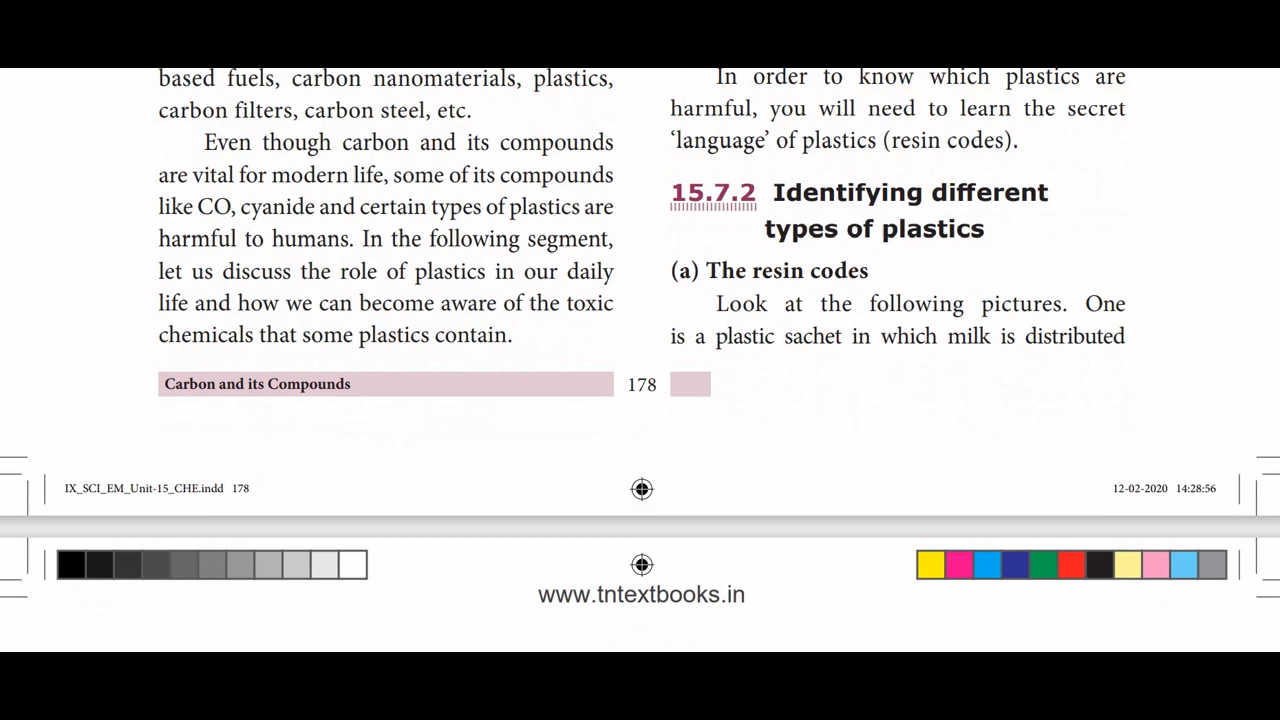 based fuels, carbon nanomaterials, plastics,
carbon filters, carbon steel, etc.
Even though carbon and its compounds
are vital for modern life, some of its compounds
like CO, cyanide and certain types of plastics are
harmful to humans. In the following segment,
let us discuss the role of plastics in our daily
life and how we can become aware of the toxic
chemicals that some plastics contain.
In order to know which plastics are
harmful, you will need to learn the secret
‘language’ of plastics (resin codes).
15.7.2 Identifying different
types of plastics
(a) The resin codes
Look at the following pictures. One
is a plastic sachet in which milk is distributed
Carbon and its Compounds 178
IX_SCI_EM_Unit-15_CHE.indd 178
12-02-2020 14:28:56
www.tntextbooks.in